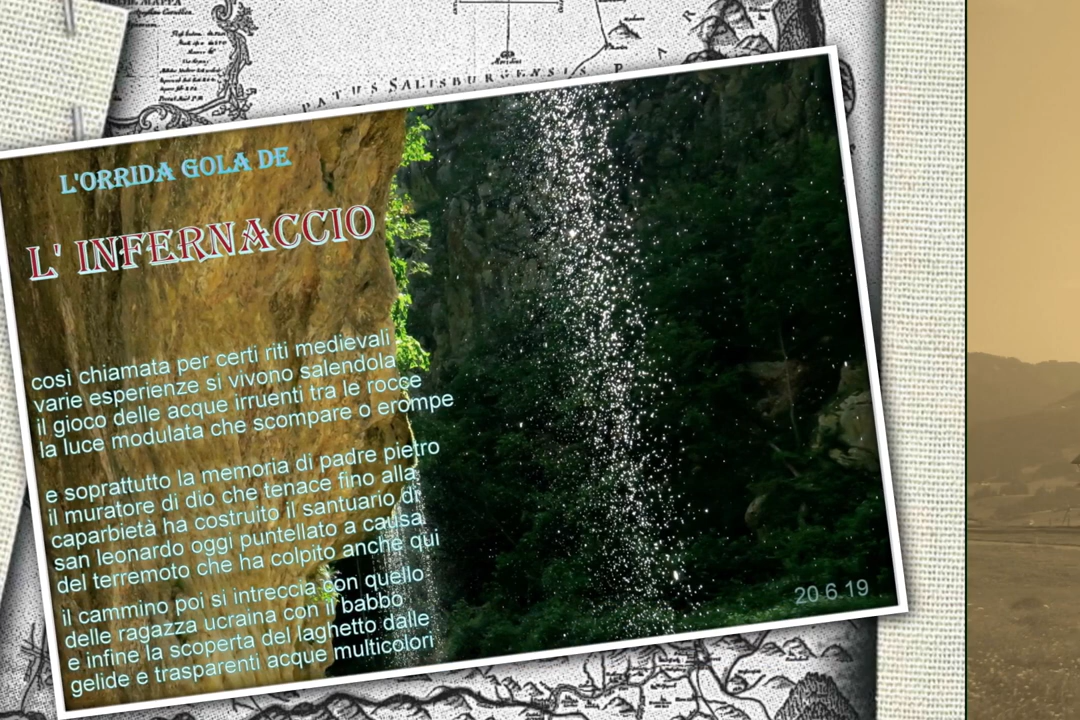 PATUS SALISBURGENSIS P
L'ORRIDA GOLA DE
L' INFERNACCIO
così chiamata per certi riti medievali
varie esperienze si vivono salendola
il gioco delle acque irruenti tra le rocce
la luce modulata che scompare o erompe
e soprattutto la memoria di padre pietro
il muratore di dio che tenace fino alla
caparbietà ha costruito il santuario di
san leonardo oggi puntellato a causa
del terremoto che ha colpito anche qui
il cammino poi si intreccia con quello
delle ragazza ucraina con il babbo
e infine la scoperta del laghetto dalle
gelide e trasparenti acque multicolori
20.6.19